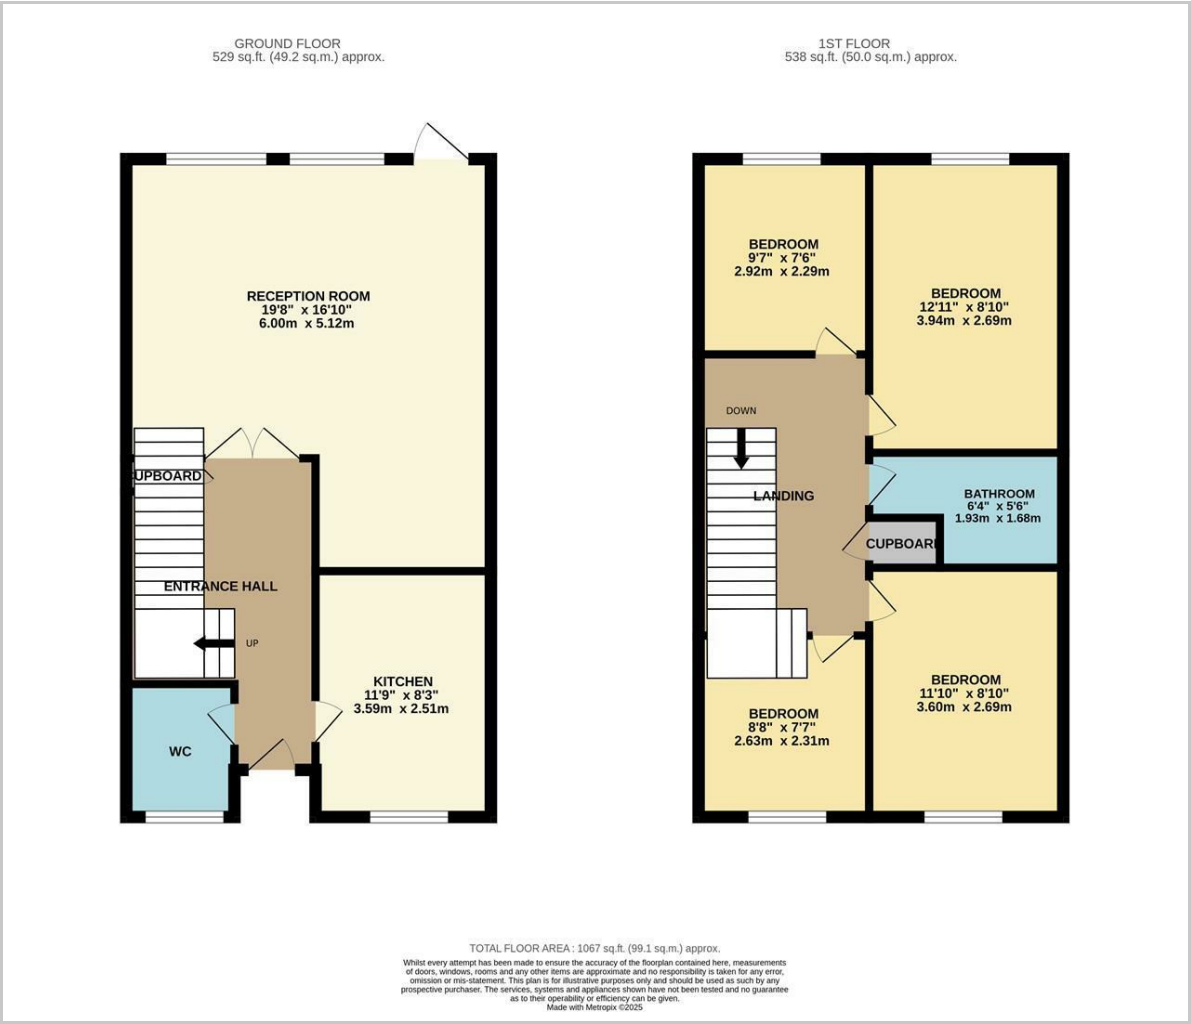 GROUND FLOOR
529 sq.ft. (49.2 sq.m.) approx.
RECEPTION ROOM
19'8" x 16'10"
6.00m x 5.12m
UPBOARD
ENTRANCE HALL
UP
KITCHEN
11'9" x 8'3"
3.59m x 2.51m
WC
1ST FLOOR
538 sq.ft. (50.0 sq.m.) approx.
BEDROOM
9'7" x 7'6"
2.92m x 2.29m
BEDROOM
12'11" x 8'10"
3.94m x 2.69m
DOWN
LANDING
BATHROOM
6'4" x 5'6"
1.93m x 1.68m
CUPBOARD
BEDROOM
11'10" x 8'10"
3.60m x 2.69m
BEDROOM
8'8" x 7'7"
2.63m x 2.31m
TOTAL FLOOR AREA : 1067 sq.ft. (99.1 sq.m.) approx.
Whilst every attempt has been made to ensure the accuracy of the floorplan contained here, measurements
of doors, windows, rooms and any other items are approximate and no responsibility is taken for any error,
omission or mis-statement. This plan is for illustrative purposes only and should be used as such by any
prospective purchaser. The services, systems and appliances shown have not been tested and no guarantee
as to their operability or efficiency can be given.
Made with Metropix ©2025